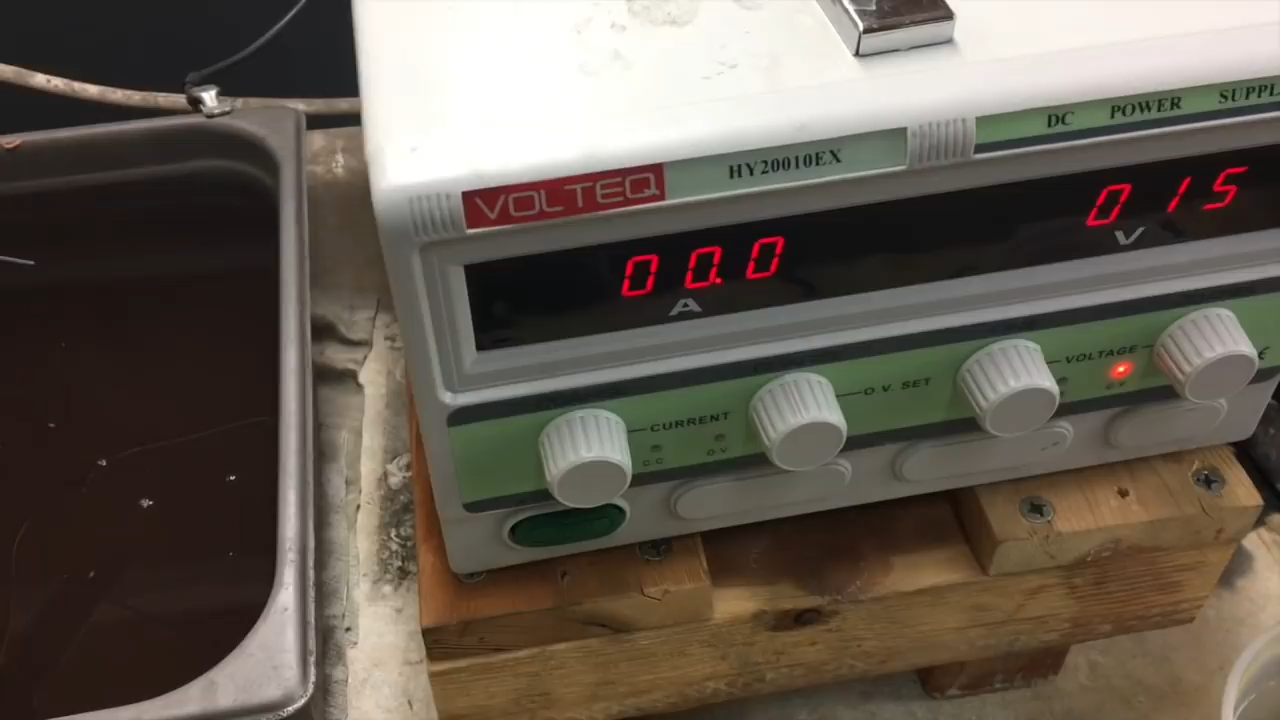 DC POWER SUPPL
VOLTEQ HY20010EX
00.0 015
A V
CURRENT O.V. SET VOLTAGE
C.C O.V C.V